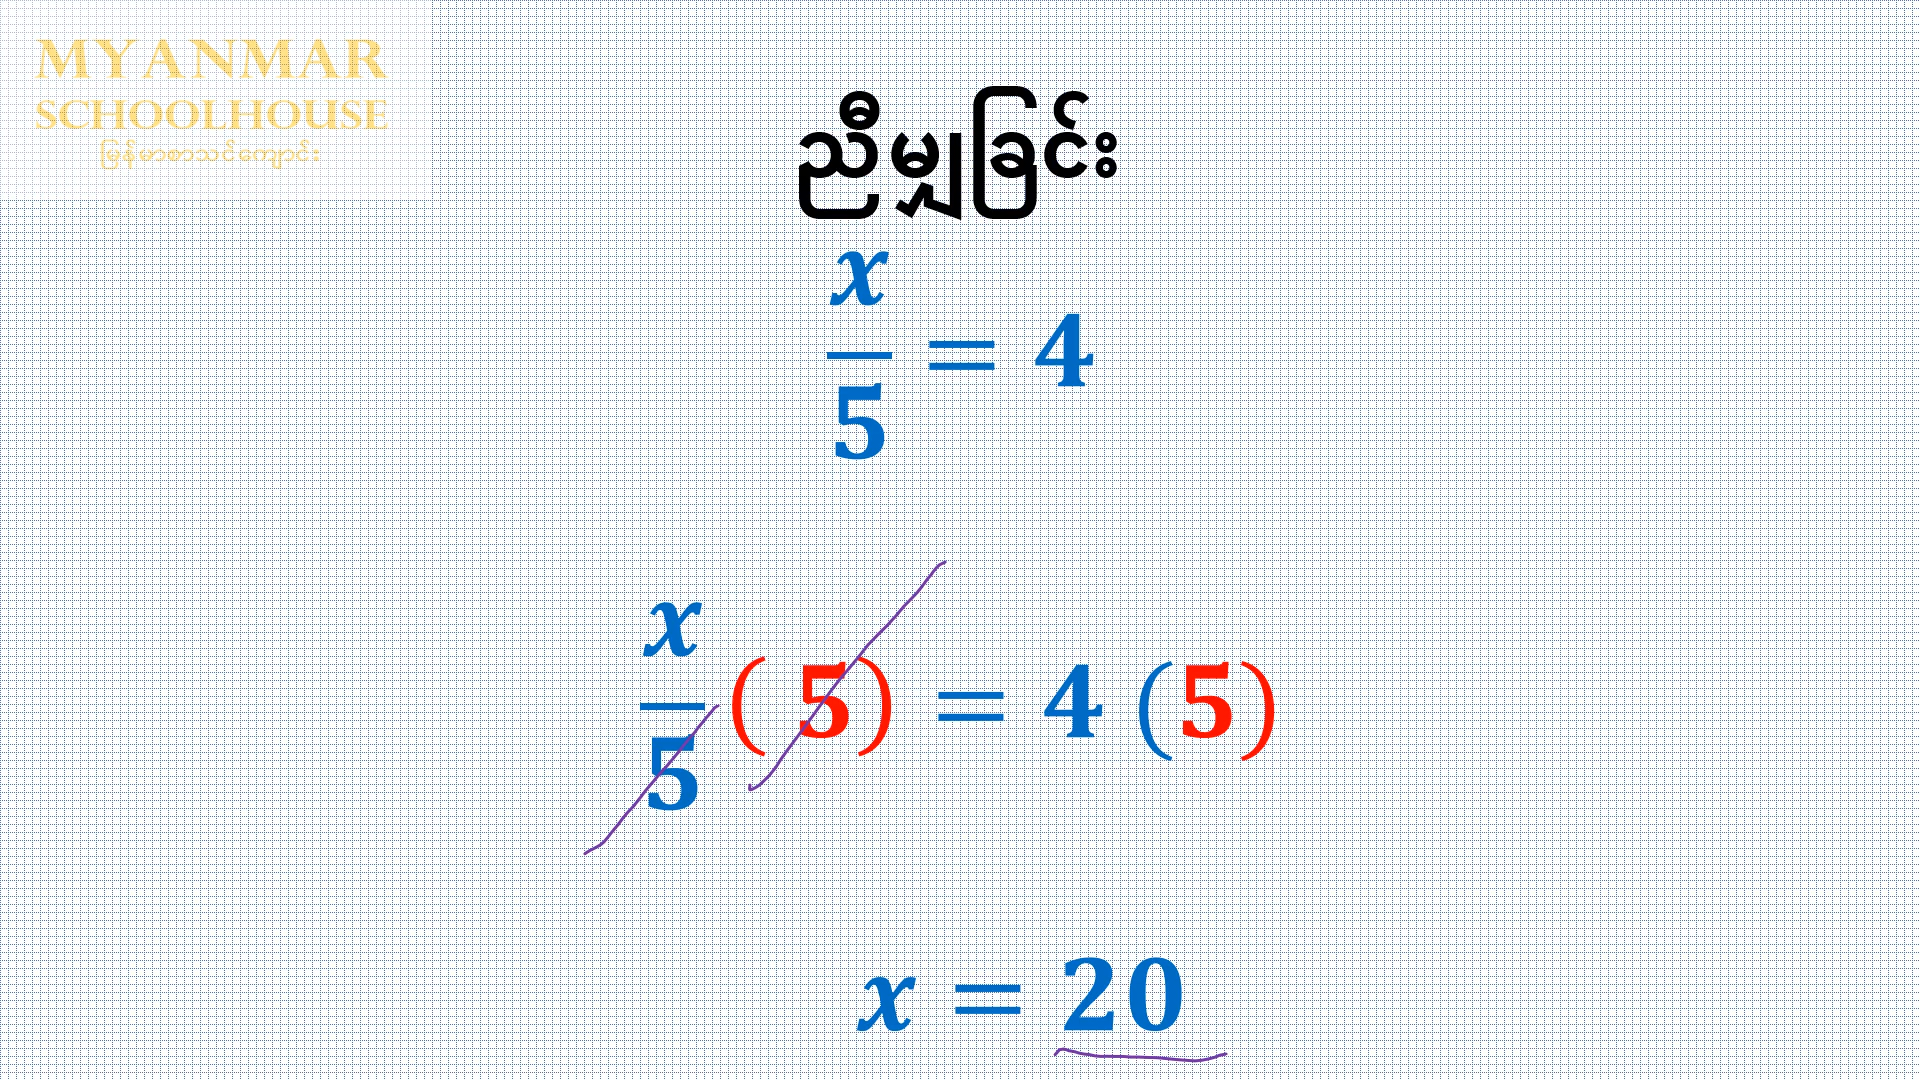 MYANMAR
SCHOOLHOUSE
မြန်မာစာသင်ကျောင်း
ညီမျှခြင်း
x/5 = 4
x/5 ( 5) = 4 (5)
x = 20